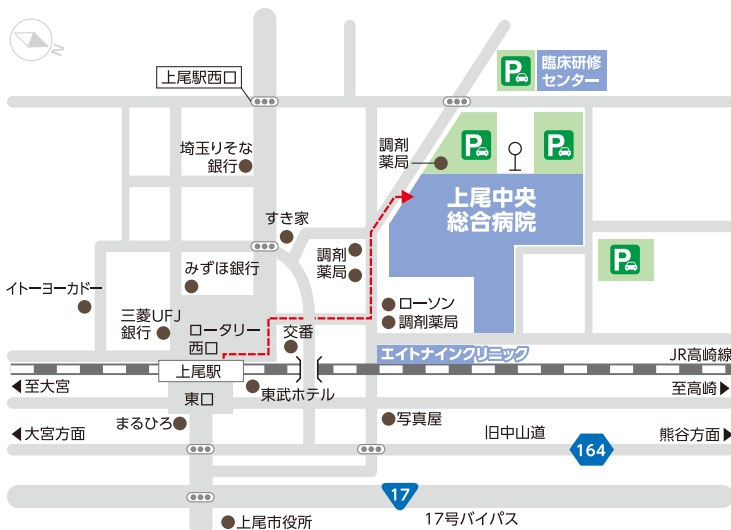 N
臨床研修
センター
上尾駅西口
P
埼玉りそな
銀行
調剤
薬局
P
P
上尾中央
総合病院
すき家
調剤
薬局
P
みずほ銀行
イトーヨーカドー
三菱UFJ
銀行
ロータリー
西口
交番
ローソン
調剤薬局
エイトナインクリニック
JR高崎線
上尾駅
至大宮
東武ホテル
至高崎
東口
まるひろ
写真屋
大宮方面
旧中山道
164
熊谷方面
17
17号バイパス
上尾市役所